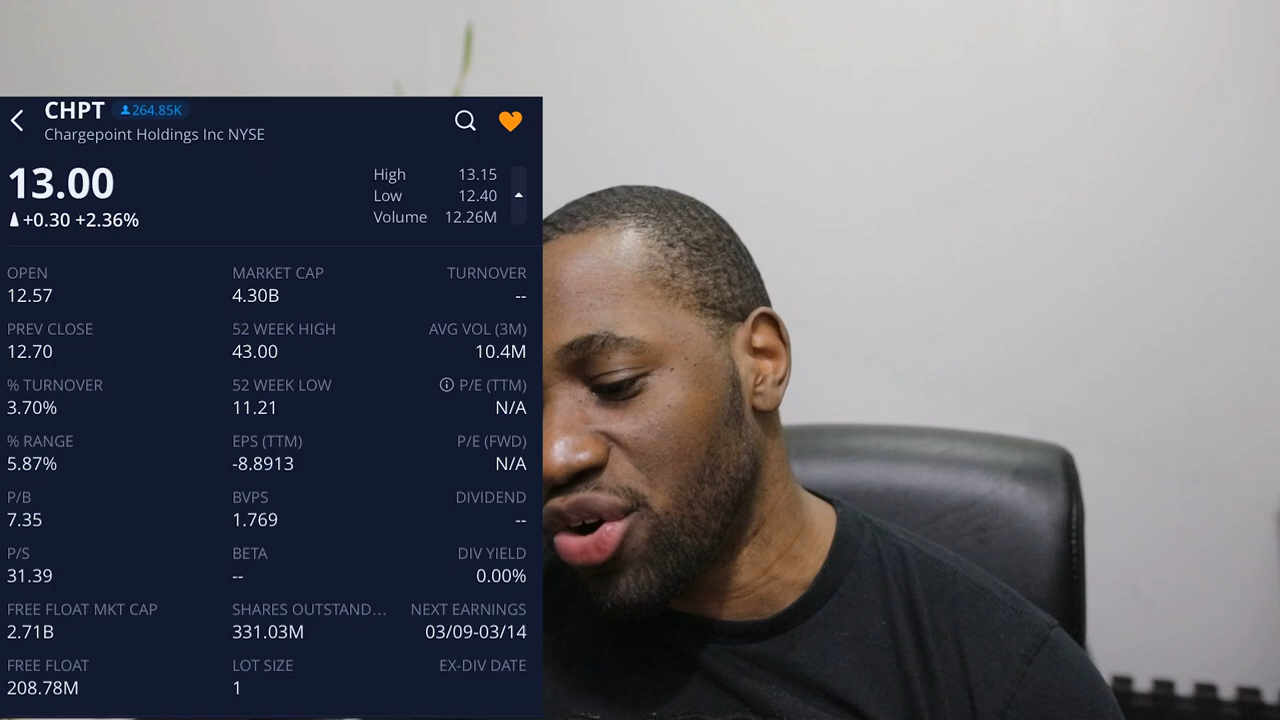 CHPT 264.85K
Chargepoint Holdings Inc NYSE
13.00
+0.30 +2.36%
High 13.15
Low 12.40
Volume 12.26M
OPEN MARKET CAP TURNOVER
12.57 4.30B --
PREV CLOSE 52 WEEK HIGH AVG VOL (3M)
12.70 43.00 10.4M
% TURNOVER 52 WEEK LOW P/E (TTM)
3.70% 11.21 N/A
% RANGE EPS (TTM) P/E (FWD)
5.87% -8.8913 N/A
P/B BVPS DIVIDEND
7.35 1.769 --
P/S BETA DIV YIELD
31.39 -- 0.00%
FREE FLOAT MKT CAP SHARES OUTSTAND... NEXT EARNINGS
2.71B 331.03M 03/09-03/14
FREE FLOAT LOT SIZE EX-DIV DATE
208.78M 1